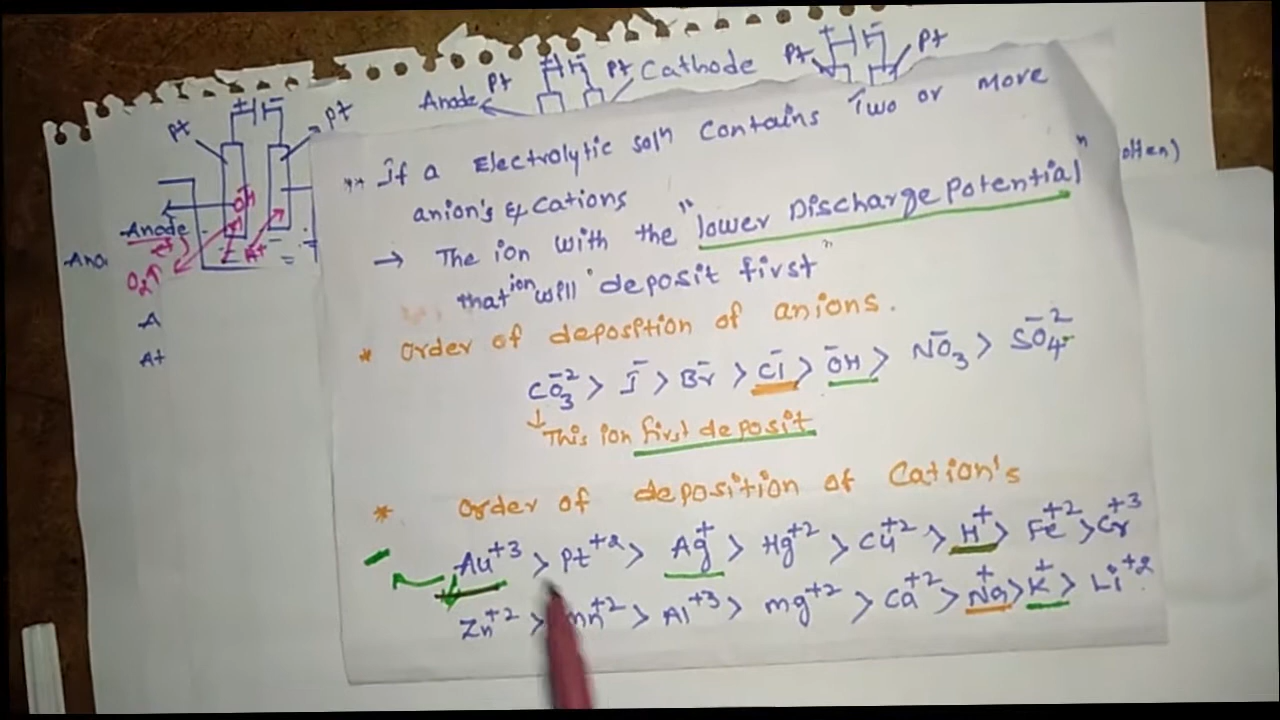 Pt Pt
Anode Pt Pt Cathode
Pt Pt
Anode
O2↑
** If a Electrolytic solⁿ contains Two or more
anion's & cations
→ The ion with the "lower Discharge Potential"
that ion will "deposit first"
* order of deposition of anions.
CO₃⁻² > I⁻ > Br⁻ > Cl⁻ > OH⁻ > NO₃⁻ > SO₄⁻²
↓ This ion first deposit
* order of deposition of Cation's
Au⁺³ > Pt⁺² > Ag⁺ > Hg⁺² > Cu⁺² > H⁺ > Fe⁺² > Cr⁺³
Zn⁺² > Mn⁺² > Al⁺³ > mg⁺² > Ca⁺² > Na⁺ > K⁺ > Li⁺²